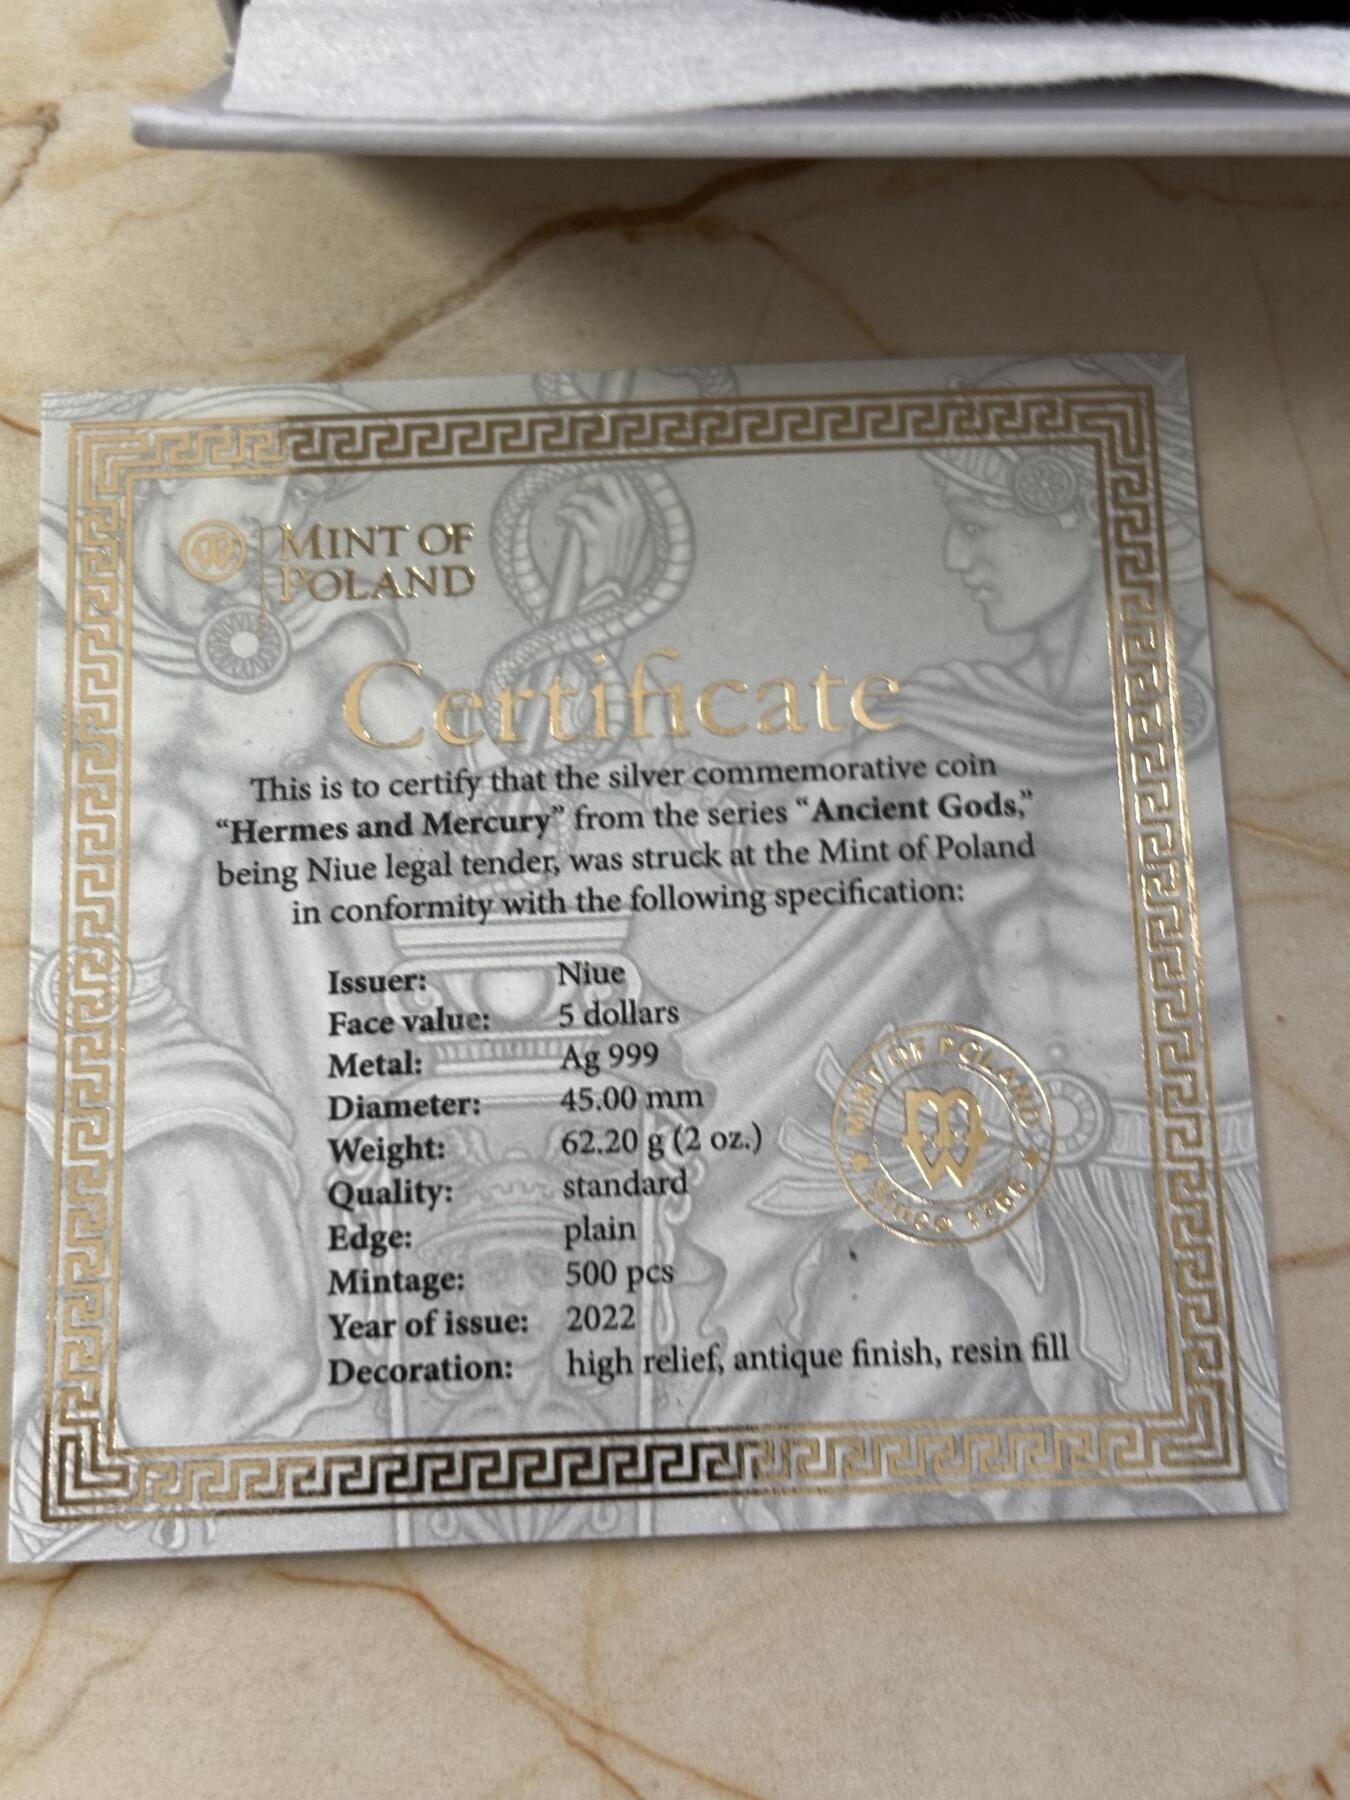 MINT OF
POLAND
Certificate
This is to certify that the silver commemorative coin
“Hermes and Mercury” from the series “Ancient Gods,”
being Niue legal tender, was struck at the Mint of Poland
in conformity with the following specification:
Issuer: Niue
Face value: 5 dollars
Metal: Ag 999
Diameter: 45.00 mm
Weight: 62.20 g (2 oz.)
Quality: standard
Edge: plain
Mintage: 500 pcs
Year of issue: 2022
Decoration: high relief, antique finish, resin fill
MINT OF POLAND
Since 1766